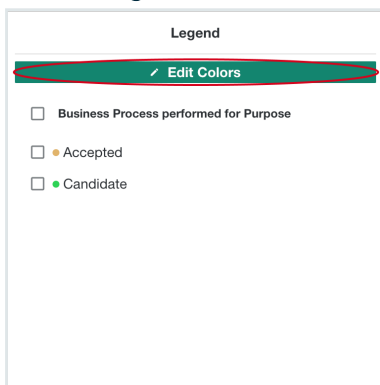 Legend
Edit Colors
Business Process performed for Purpose
Accepted
Candidate